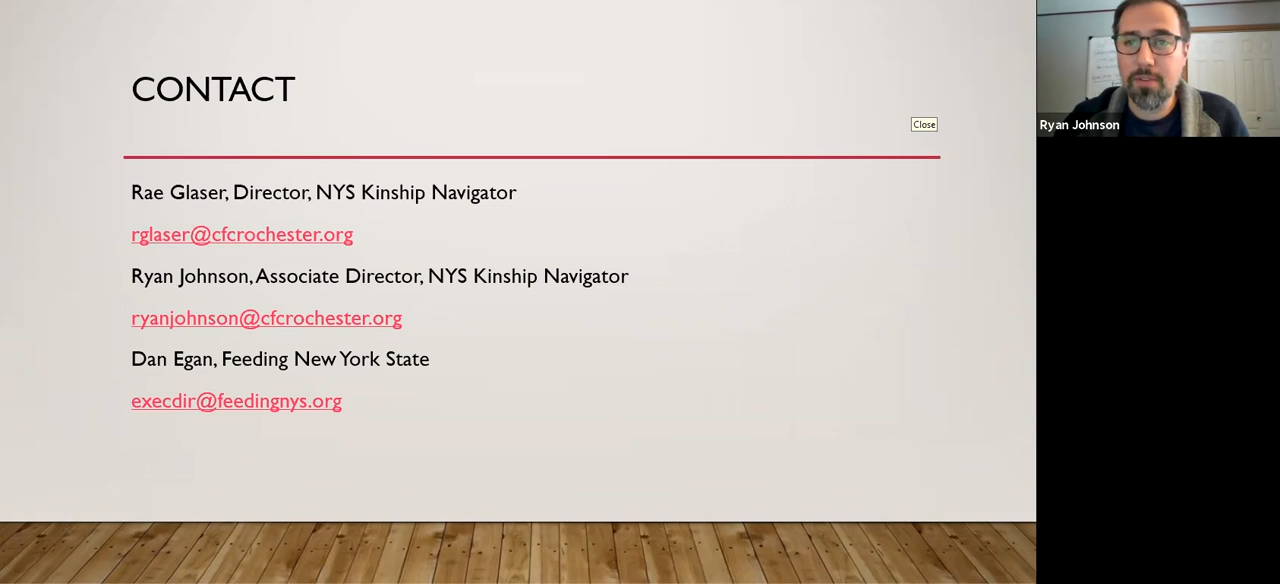 CONTACT
Close
Rae Glaser, Director, NYS Kinship Navigator
rglaser@cfcrochester.org
Ryan Johnson, Associate Director, NYS Kinship Navigator
ryanjohnson@cfcrochester.org
Dan Egan, Feeding New York State
execdir@feedingnys.org
Ryan Johnson